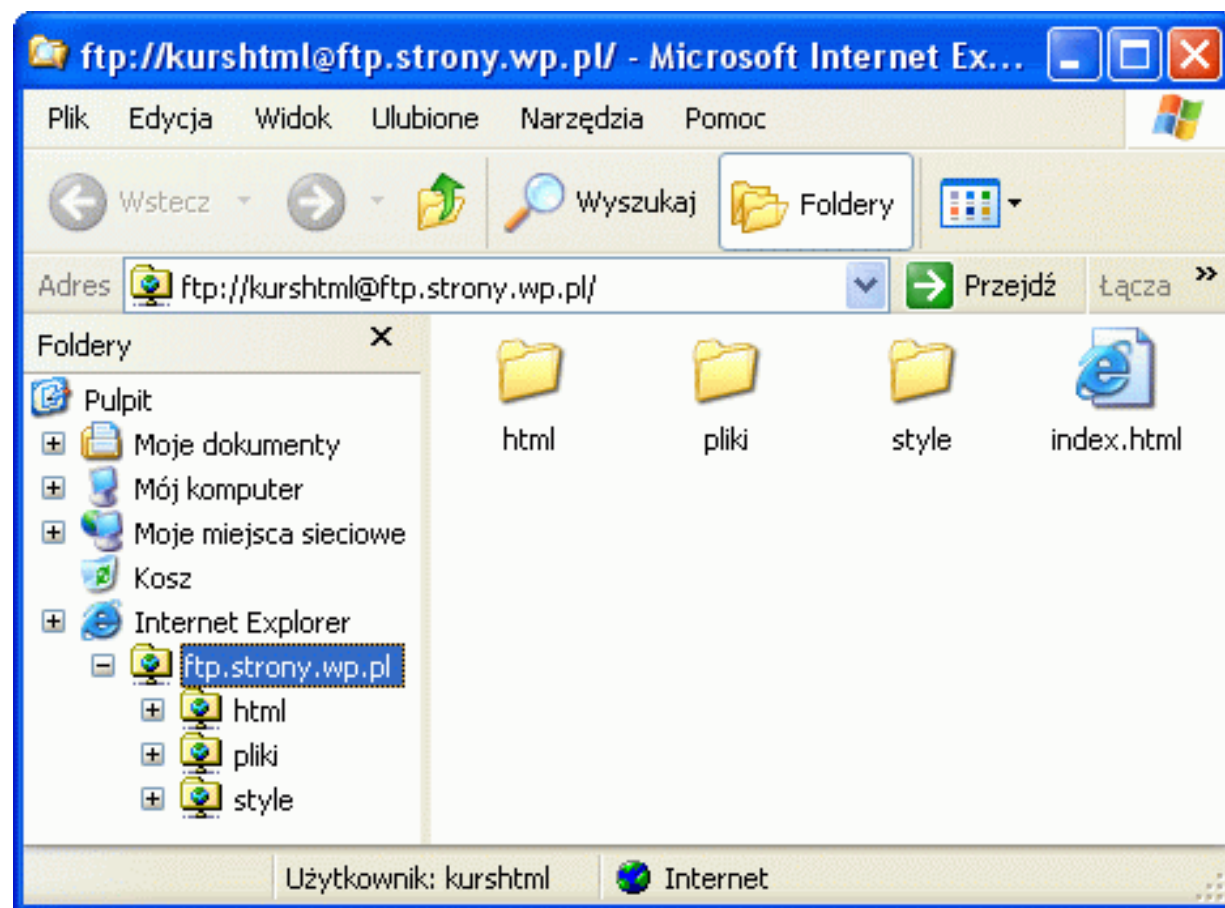 ftp://kurshtml@ftp.strony.wp.pl/ - Microsoft Internet Ex...
Plik Edycja Widok Ulubione Narzędzia Pomoc
Wstecz Wyszukaj Foldery
Adres ftp://kurshtml@ftp.strony.wp.pl/ Przejdź Łącza »
Foldery
Pulpit
Moje dokumenty
Mój komputer
Moje miejsca sieciowe
Kosz
Internet Explorer
ftp.strony.wp.pl
html
pliki
style
html pliki style index.html
Użytkownik: kurshtml Internet